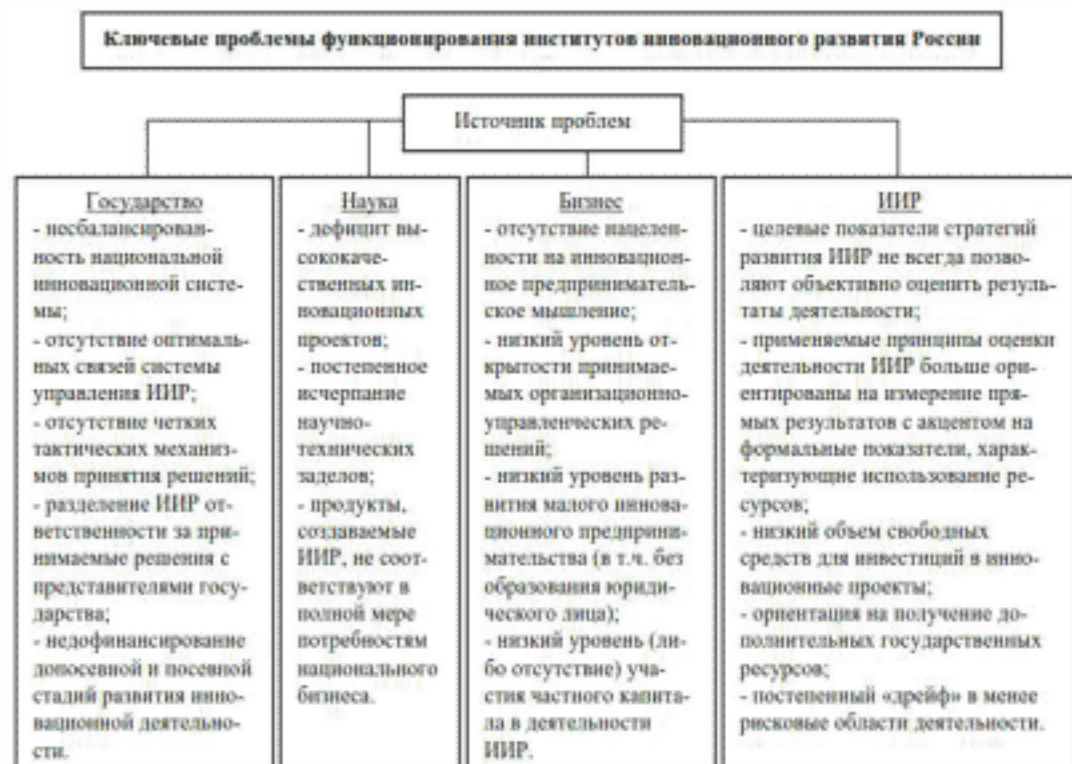 Ключевые проблемы функционирования институтов инновационного развития России
Источник проблем
Государство
- несбалансирован-
ность национальной
инновационной систе-
мы;
- отсутствие оптималь-
ных связей системы
управления ИИР;
- отсутствие четких
тактических механиз-
мов принятия решений;
- разделение ИИР от-
ветственности за при-
нимаемые решения с
представителями госу-
дарства;
- недофинансирование
допосевной и посевной
стадий развития инно-
вационной деятельно-
сти.
Наука
- дефицит вы-
сококаче-
ственных ин-
новационных
проектов;
- постепенное
исчерпание
научно-
технических
заделов;
- продукты,
создаваемые
ИИР, не соот-
ветствуют в
полной мере
потребностям
национального
бизнеса.
Бизнес
- отсутствие нацелен-
ности на инновацион-
ное предприниматель-
ское мышление;
- низкий уровень от-
крытости принимае-
мых организационно-
управленческих ре-
шений;
- низкий уровень раз-
вития малого иннова-
ционного предприни-
мательства (в т.ч. без
образования юриди-
ческого лица);
- низкий уровень (ли-
бо отсутствие) уча-
стия частного капита-
ла в деятельности
ИИР.
ИИР
- целевые показатели стратегий
развития ИИР не всегда позво-
ляют объективно оценить резуль-
таты деятельности;
- применяемые принципы оценки
деятельности ИИР больше ори-
ентированы на измерение пря-
мых результатов с акцентом на
формальные показатели, харак-
теризующие использование ре-
сурсов;
- низкий объем свободных
средств для инвестиций в инно-
вационные проекты;
- ориентация на получение до-
полнительных государственных
ресурсов;
- постепенный «дрейф» в менее
рисковые области деятельности.